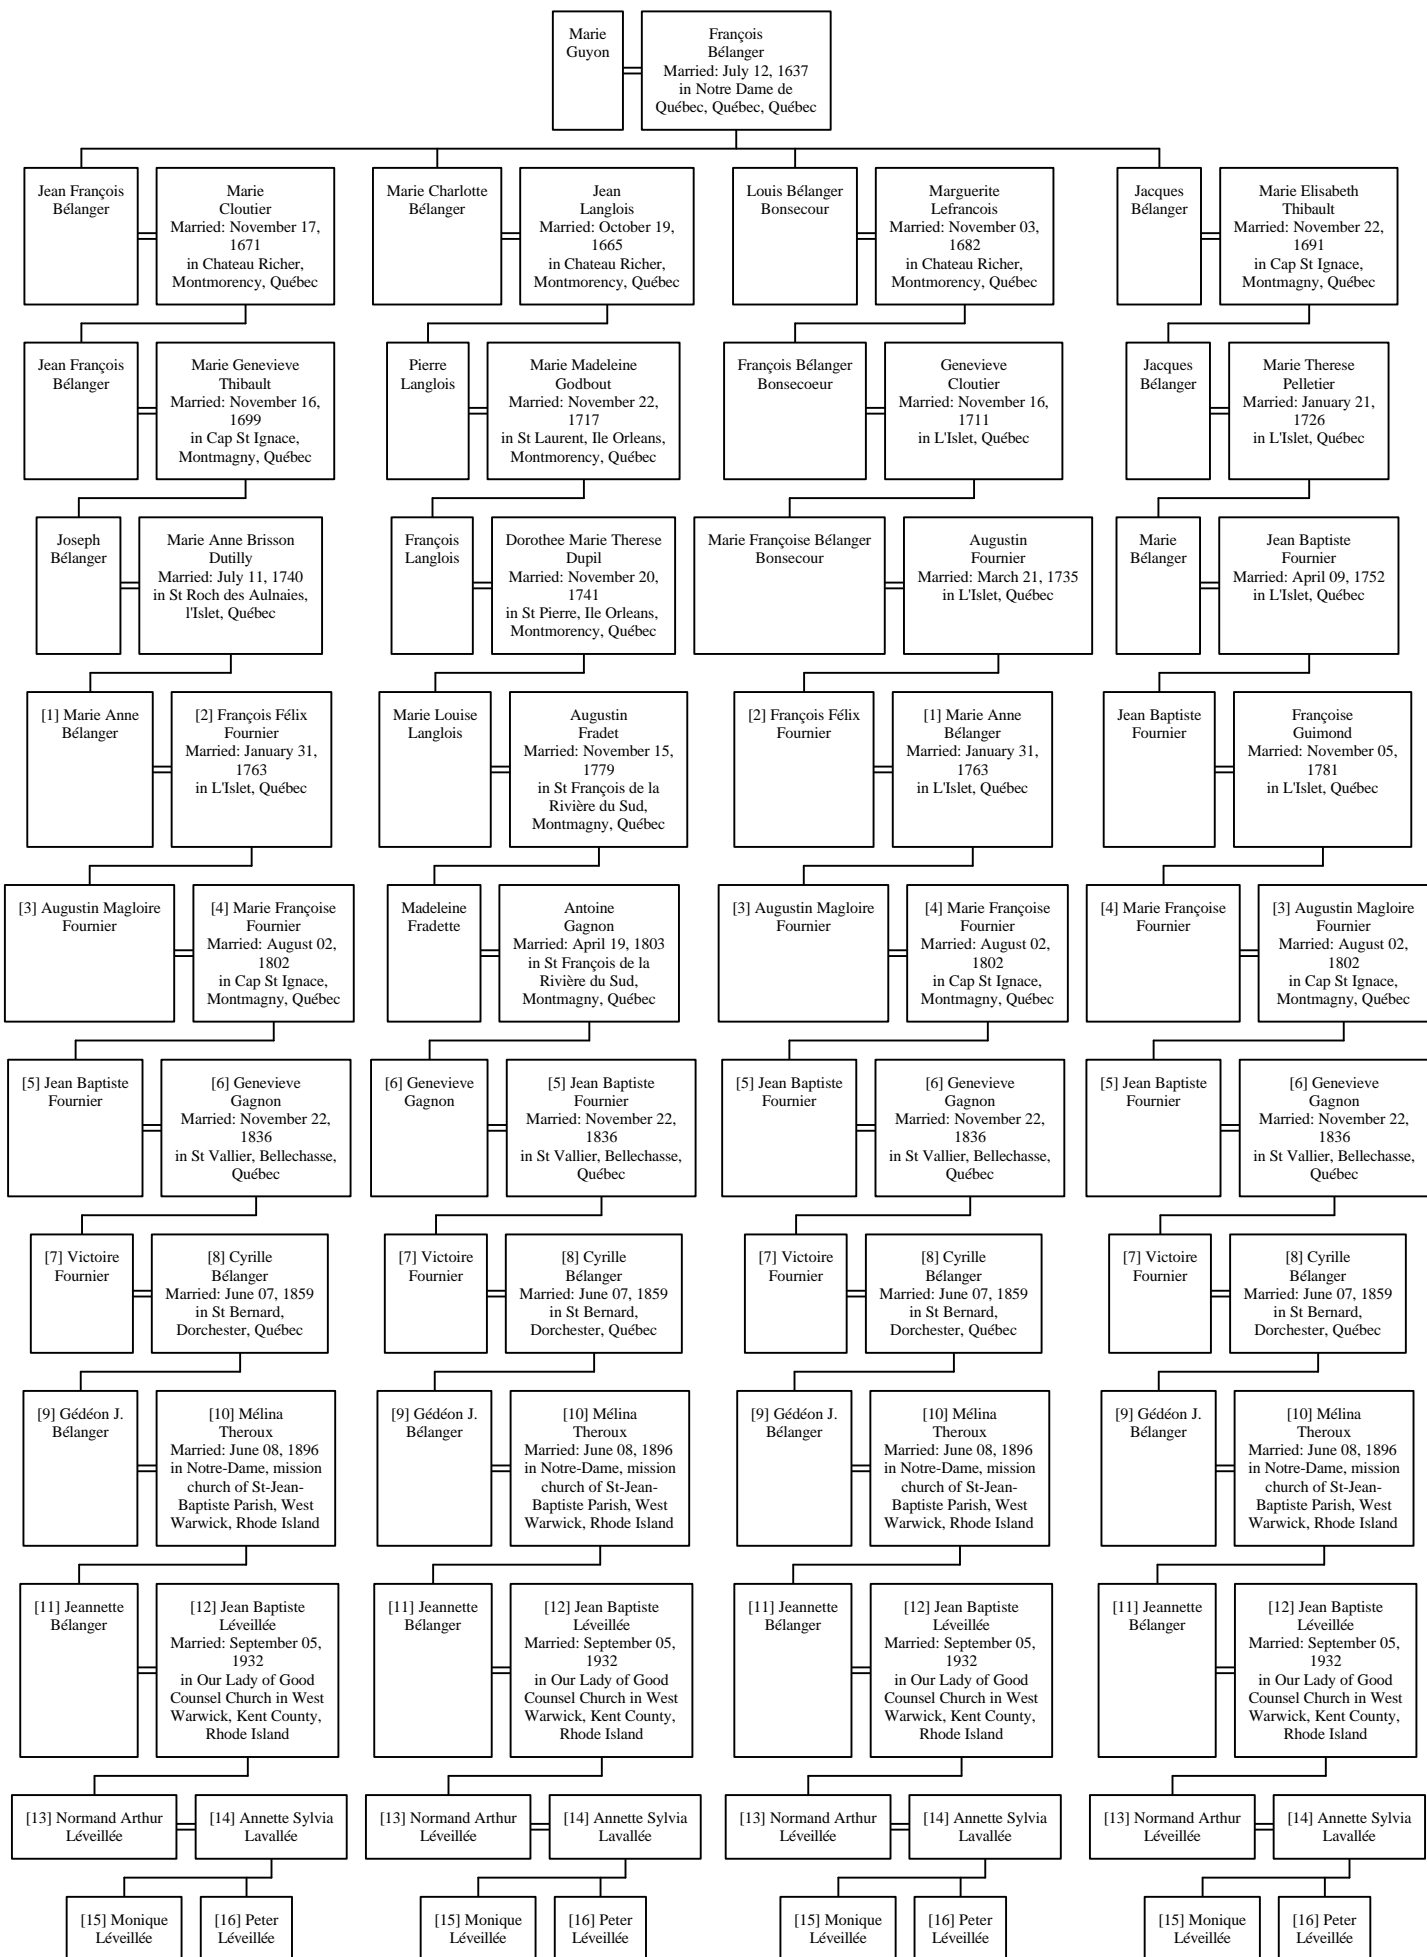 Marie
Guyon
François
Bélanger
Married: July 12, 1637
in Notre Dame de
Québec, Québec, Québec
Jean François
Bélanger
Marie
Cloutier
Married: November 17,
1671
in Chateau Richer,
Montmorency, Québec
Marie Charlotte
Bélanger
Jean
Langlois
Married: October 19,
1665
in Chateau Richer,
Montmorency, Québec
Louis Bélanger
Bonsecour
Marguerite
Lefrancois
Married: November 03,
1682
in Chateau Richer,
Montmorency, Québec
Jacques
Bélanger
Marie Elisabeth
Thibault
Married: November 22,
1691
in Cap St Ignace,
Montmagny, Québec
Jean François
Bélanger
Marie Genevieve
Thibault
Married: November 16,
1699
in Cap St Ignace,
Montmagny, Québec
Pierre
Langlois
Marie Madeleine
Godbout
Married: November 22,
1717
in St Laurent, Ile Orleans,
Montmorency, Québec
François Bélanger
Bonsecoeur
Genevieve
Cloutier
Married: November 16,
1711
in L'Islet, Québec
Jacques
Bélanger
Marie Therese
Pelletier
Married: January 21,
1726
in L'Islet, Québec
Joseph
Bélanger
Marie Anne Brisson
Dutilly
Married: July 11, 1740
in St Roch des Aulnaies,
l'Islet, Québec
François
Langlois
Dorothee Marie Therese
Dupil
Married: November 20,
1741
in St Pierre, Ile Orleans,
Montmorency, Québec
Marie Françoise Bélanger
Bonsecour
Augustin
Fournier
Married: March 21, 1735
in L'Islet, Québec
Marie
Bélanger
Jean Baptiste
Fournier
Married: April 09, 1752
in L'Islet, Québec
[1] Marie Anne
Bélanger
[2] François Félix
Fournier
Married: January 31,
1763
in L'Islet, Québec
Marie Louise
Langlois
Augustin
Fradet
Married: November 15,
1779
in St François de la
Rivière du Sud,
Montmagny, Québec
[2] François Félix
Fournier
[1] Marie Anne
Bélanger
Married: January 31,
1763
in L'Islet, Québec
Jean Baptiste
Fournier
Françoise
Guimond
Married: November 05,
1781
in L'Islet, Québec
[3] Augustin Magloire
Fournier
[4] Marie Françoise
Fournier
Married: August 02,
1802
in Cap St Ignace,
Montmagny, Québec
Madeleine
Fradette
Antoine
Gagnon
Married: April 19, 1803
in St François de la
Rivière du Sud,
Montmagny, Québec
[3] Augustin Magloire
Fournier
[4] Marie Françoise
Fournier
Married: August 02,
1802
in Cap St Ignace,
Montmagny, Québec
[4] Marie Françoise
Fournier
[3] Augustin Magloire
Fournier
Married: August 02,
1802
in Cap St Ignace,
Montmagny, Québec
[5] Jean Baptiste
Fournier
[6] Genevieve
Gagnon
Married: November 22,
1836
in St Vallier, Bellechasse,
Québec
[6] Genevieve
Gagnon
[5] Jean Baptiste
Fournier
Married: November 22,
1836
in St Vallier, Bellechasse,
Québec
[5] Jean Baptiste
Fournier
[6] Genevieve
Gagnon
Married: November 22,
1836
in St Vallier, Bellechasse,
Québec
[5] Jean Baptiste
Fournier
[6] Genevieve
Gagnon
Married: November 22,
1836
in St Vallier, Bellechasse,
Québec
[7] Victoire
Fournier
[8] Cyrille
Bélanger
Married: June 07, 1859
in St Bernard,
Dorchester, Québec
[7] Victoire
Fournier
[8] Cyrille
Bélanger
Married: June 07, 1859
in St Bernard,
Dorchester, Québec
[7] Victoire
Fournier
[8] Cyrille
Bélanger
Married: June 07, 1859
in St Bernard,
Dorchester, Québec
[7] Victoire
Fournier
[8] Cyrille
Bélanger
Married: June 07, 1859
in St Bernard,
Dorchester, Québec
[9] Gédéon J.
Bélanger
[10] Mélina
Theroux
Married: June 08, 1896
in Notre-Dame, mission
church of St-Jean-
Baptiste Parish, West
Warwick, Rhode Island
[9] Gédéon J.
Bélanger
[10] Mélina
Theroux
Married: June 08, 1896
in Notre-Dame, mission
church of St-Jean-
Baptiste Parish, West
Warwick, Rhode Island
[9] Gédéon J.
Bélanger
[10] Mélina
Theroux
Married: June 08, 1896
in Notre-Dame, mission
church of St-Jean-
Baptiste Parish, West
Warwick, Rhode Island
[9] Gédéon J.
Bélanger
[10] Mélina
Theroux
Married: June 08, 1896
in Notre-Dame, mission
church of St-Jean-
Baptiste Parish, West
Warwick, Rhode Island
[11] Jeannette
Bélanger
[12] Jean Baptiste
Léveillée
Married: September 05,
1932
in Our Lady of Good
Counsel Church in West
Warwick, Kent County,
Rhode Island
[11] Jeannette
Bélanger
[12] Jean Baptiste
Léveillée
Married: September 05,
1932
in Our Lady of Good
Counsel Church in West
Warwick, Kent County,
Rhode Island
[11] Jeannette
Bélanger
[12] Jean Baptiste
Léveillée
Married: September 05,
1932
in Our Lady of Good
Counsel Church in West
Warwick, Kent County,
Rhode Island
[11] Jeannette
Bélanger
[12] Jean Baptiste
Léveillée
Married: September 05,
1932
in Our Lady of Good
Counsel Church in West
Warwick, Kent County,
Rhode Island
[13] Normand Arthur
Léveillée
[14] Annette Sylvia
Lavallée
[13] Normand Arthur
Léveillée
[14] Annette Sylvia
Lavallée
[13] Normand Arthur
Léveillée
[14] Annette Sylvia
Lavallée
[13] Normand Arthur
Léveillée
[14] Annette Sylvia
Lavallée
[15] Monique
Léveillée
[16] Peter
Léveillée
[15] Monique
Léveillée
[16] Peter
Léveillée
[15] Monique
Léveillée
[16] Peter
Léveillée
[15] Monique
Léveillée
[16] Peter
Léveillée